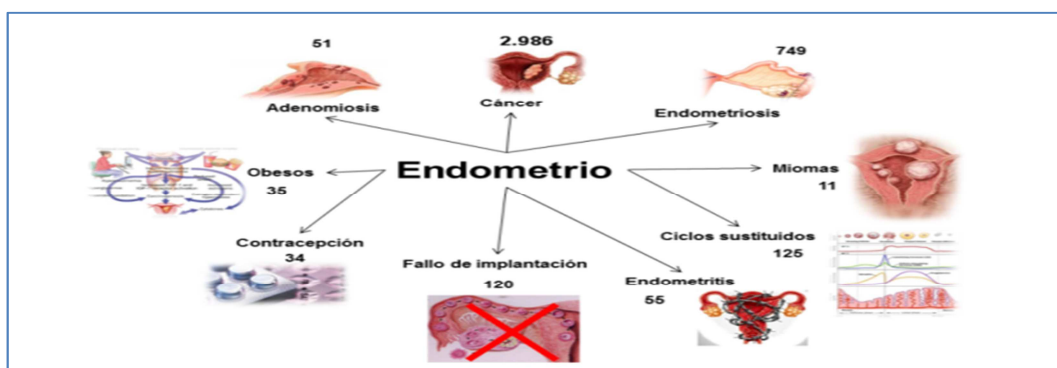 51
Adenomiosis
2.986
Cáncer
749
Endometriosis
Endometrio
Obesos
35
Miomas
11
Contracepción
34
Ciclos sustituidos
125
Fallo de implantación
120
Endometritis
55